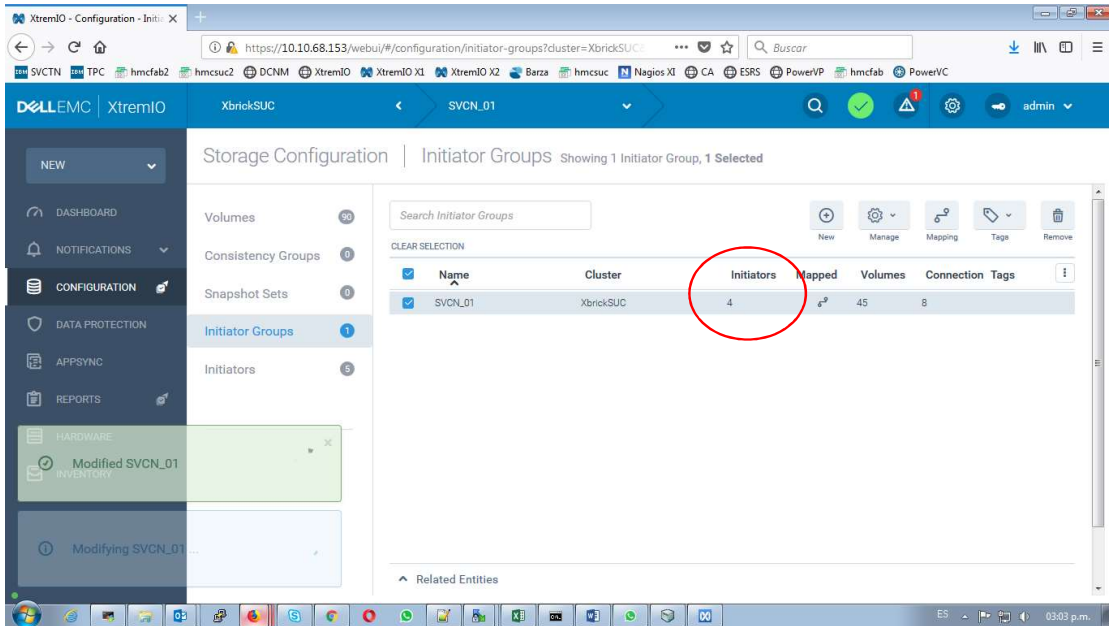 XtremIO - Configuration - Initi
https://10.10.68.153/webui/#/configuration/initiator-groups?cluster=XbrickSUC
Buscar
SVCTN TPC hmcfab2 hmcsuc2 DCNM XtremIO XtremIO X1 XtremIO X2 Barza hmcsuc Nagios XI CA ESRS PowerVP hmcfab PowerVC
DELLEMC XtremIO XbrickSUC SVCN_01 1 admin
NEW
Storage Configuration | Initiator Groups Showing 1 Initiator Group, 1 Selected
DASHBOARD
NOTIFICATIONS
CONFIGURATION
DATA PROTECTION
APPSYNC
REPORTS
HARDWARE
INVENTORY
Volumes 90
Consistency Groups 0
Snapshot Sets 0
Initiator Groups 1
Initiators 5
Search Initiator Groups
New Manage Mapping Tags Remove
CLEAR SELECTION
Name Cluster Initiators Mapped Volumes Connection Tags
SVCN_01 XbrickSUC 4 45 8
Modified SVCN_01
Modifying SVCN_01 ...
Related Entities
ES 03:03 p.m.